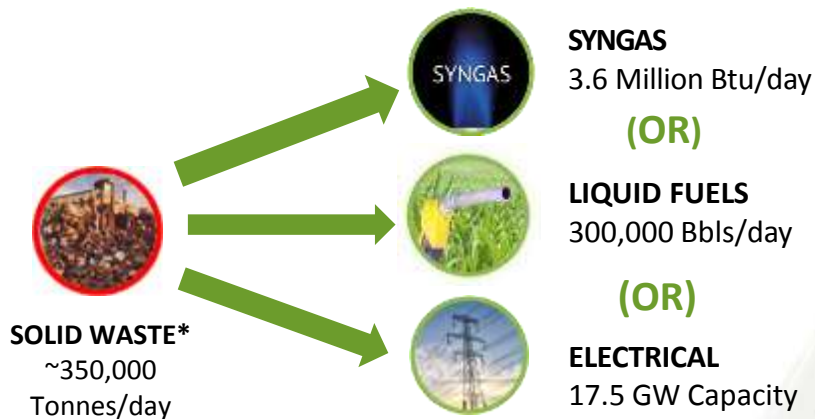 SYNGAS
SYNGAS
3.6 Million Btu/day
(OR)
LIQUID FUELS
300,000 Bbls/day
(OR)
SOLID WASTE*
~350,000
Tonnes/day
ELECTRICAL
17.5 GW Capacity